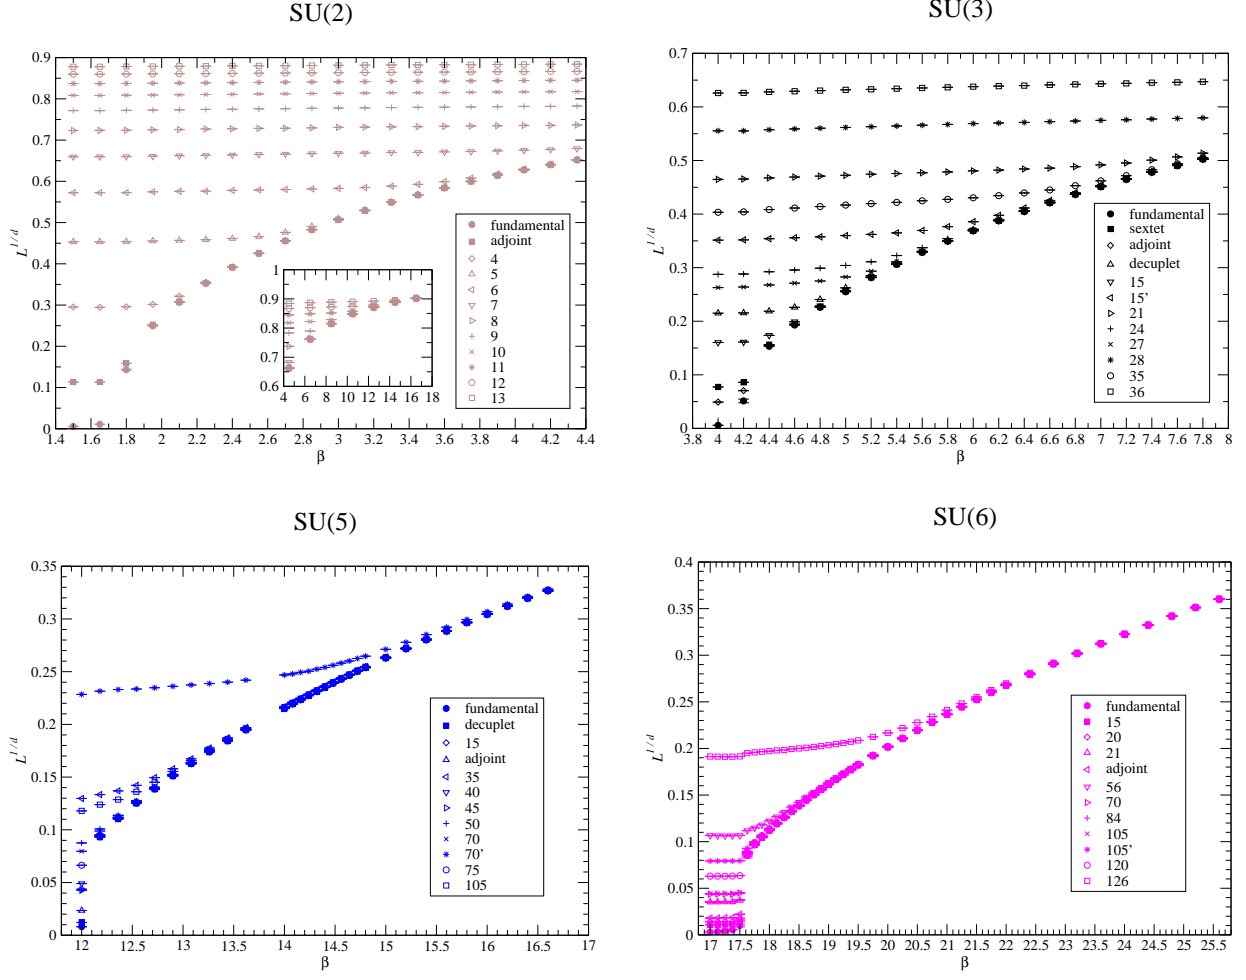 SU(2)
0.9
0.8
0.7
0.6
0.5
0.4
0.3
0.2
0.1
0
L^{1/d}
1.4 1.6 1.8 2 2.2 2.4 2.6 2.8 3 3.2 3.4 3.6 3.8 4 4.2 4.4
β
1
0.9
0.8
0.7
0.6
4 6 8 10 12 14 16 18
fundamental
adjoint
4
5
6
7
8
9
10
11
12
13
SU(3)
0.7
0.6
0.5
0.4
0.3
0.2
0.1
0
L^{1/d}
3.8 4 4.2 4.4 4.6 4.8 5 5.2 5.4 5.6 5.8 6 6.2 6.4 6.6 6.8 7 7.2 7.4 7.6 7.8 8
β
fundamental
sextet
adjoint
decuplet
15
15'
21
24
27
28
35
36
SU(5)
0.35
0.3
0.25
0.2
0.15
0.1
0.05
0
L^{1/d}
12 12.5 13 13.5 14 14.5 15 15.5 16 16.5 17
β
fundamental
decuplet
15
adjoint
35
40
45
50
70
70'
75
105
SU(6)
0.4
0.35
0.3
0.25
0.2
0.15
0.1
0.05
0
L^{1/d}
17 17.5 18 18.5 19 19.5 20 20.5 21 21.5 22 22.5 23 23.5 24 24.5 25 25.5
β
fundamental
15
20
21
adjoint
56
70
84
105
105'
120
126